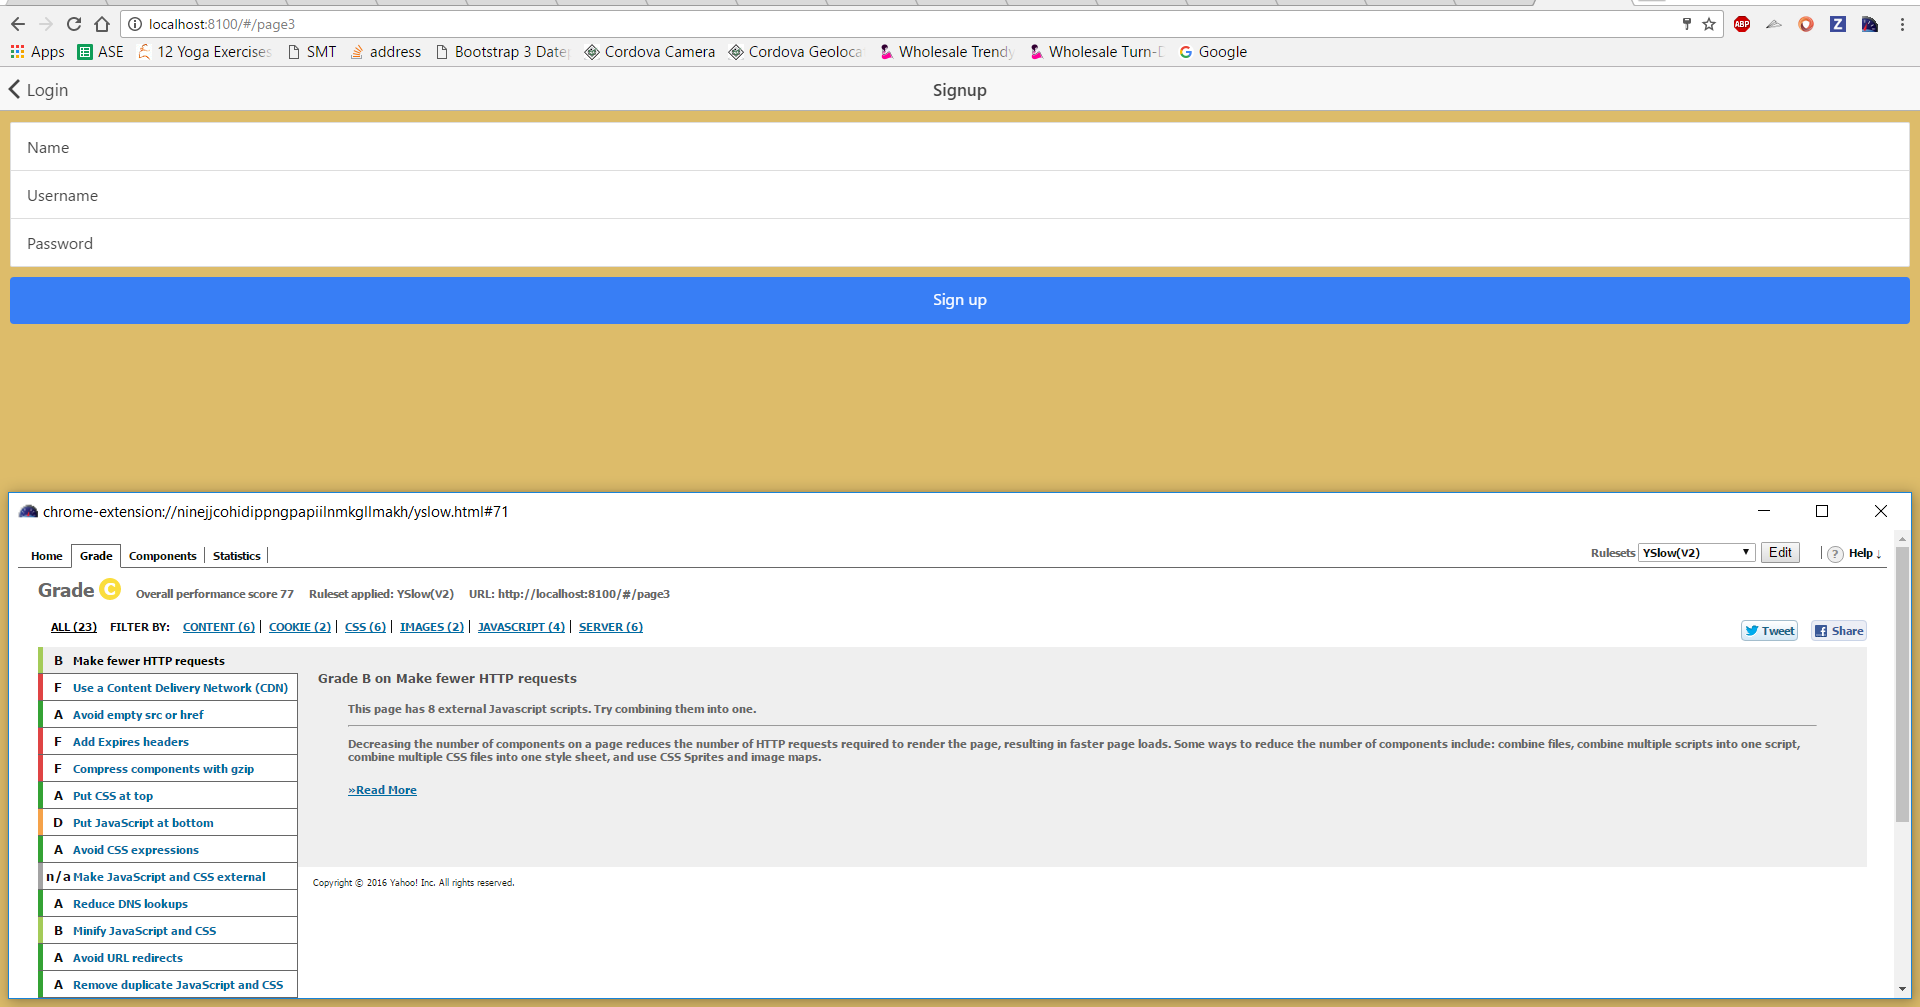 localhost:8100/#/page3
Apps ASE 12 Yoga Exercises SMT address Bootstrap 3 Date Cordova Camera Cordova Geoloca Wholesale Trendy Wholesale Turn-D Google
Login Signup
Name
Username
Password
Sign up
chrome-extension://ninejjcohidippngpapiilnmkgllmakh/yslow.html#71
Home Grade Components Statistics Rulesets YSlow(V2) Edit ? Help ↓
Grade C Overall performance score 77 Ruleset applied: YSlow(V2) URL: http://localhost:8100/#/page3
ALL (23) FILTER BY: CONTENT (6) | COOKIE (2) | CSS (6) | IMAGES (2) | JAVASCRIPT (4) | SERVER (6)
Tweet Share
B Make fewer HTTP requests
F Use a Content Delivery Network (CDN)
A Avoid empty src or href
F Add Expires headers
F Compress components with gzip
A Put CSS at top
D Put JavaScript at bottom
A Avoid CSS expressions
n/a Make JavaScript and CSS external
A Reduce DNS lookups
B Minify JavaScript and CSS
A Avoid URL redirects
A Remove duplicate JavaScript and CSS
Grade B on Make fewer HTTP requests
This page has 8 external Javascript scripts. Try combining them into one.
Decreasing the number of components on a page reduces the number of HTTP requests required to render the page, resulting in faster page loads. Some ways to reduce the number of components include: combine files, combine multiple scripts into one script,
combine multiple CSS files into one style sheet, and use CSS Sprites and image maps.
»Read More
Copyright © 2016 Yahoo! Inc. All rights reserved.
ABP
Z